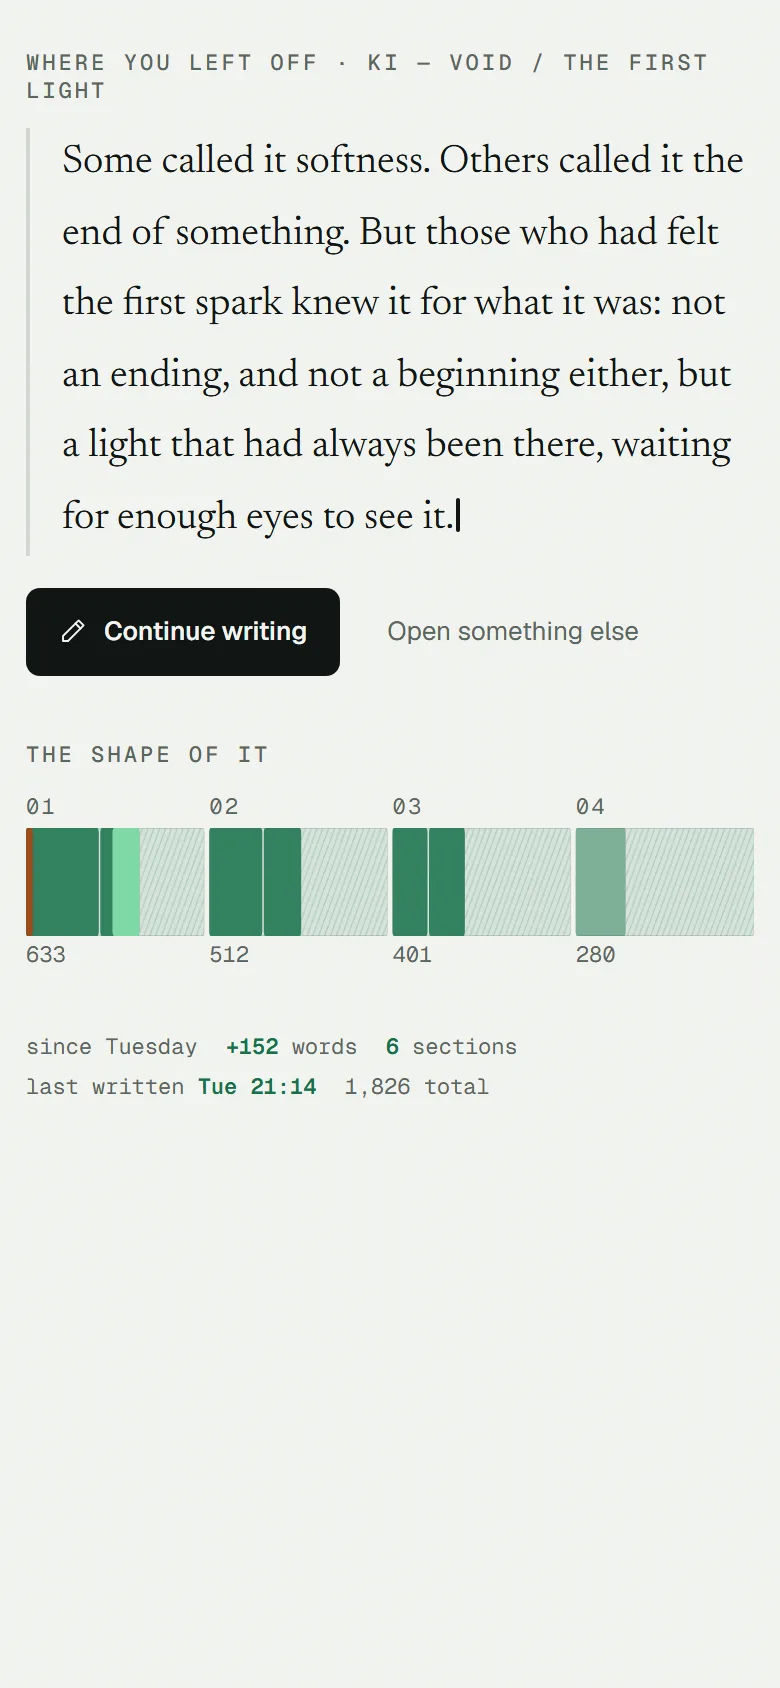 WHERE YOU LEFT OFF · KI — VOID / THE FIRST
LIGHT
Some called it softness. Others called it the
end of something. But those who had felt
the first spark knew it for what it was: not
an ending, and not a beginning either, but
a light that had always been there, waiting
for enough eyes to see it.
Continue writing
Open something else
THE SHAPE OF IT
01 02 03 04
633 512 401 280
since Tuesday +152 words 6 sections
last written Tue 21:14 1,826 total